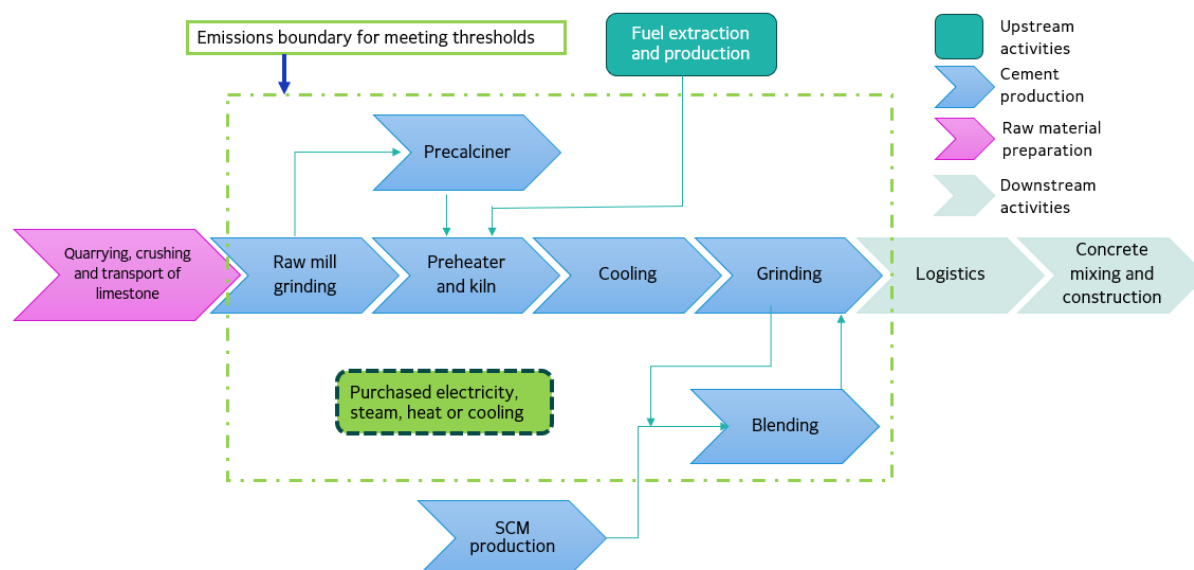 Emissions boundary for meeting thresholds
Fuel extraction
and production
Upstream
activities
Cement
production
Raw material
preparation
Downstream
activities
Precalciner
Quarrying, crushing
and transport of
limestone
Raw mill
grinding
Preheater
and kiln
Cooling
Grinding
Logistics
Concrete
mixing and
construction
Purchased electricity,
steam, heat or cooling
Blending
SCM
production